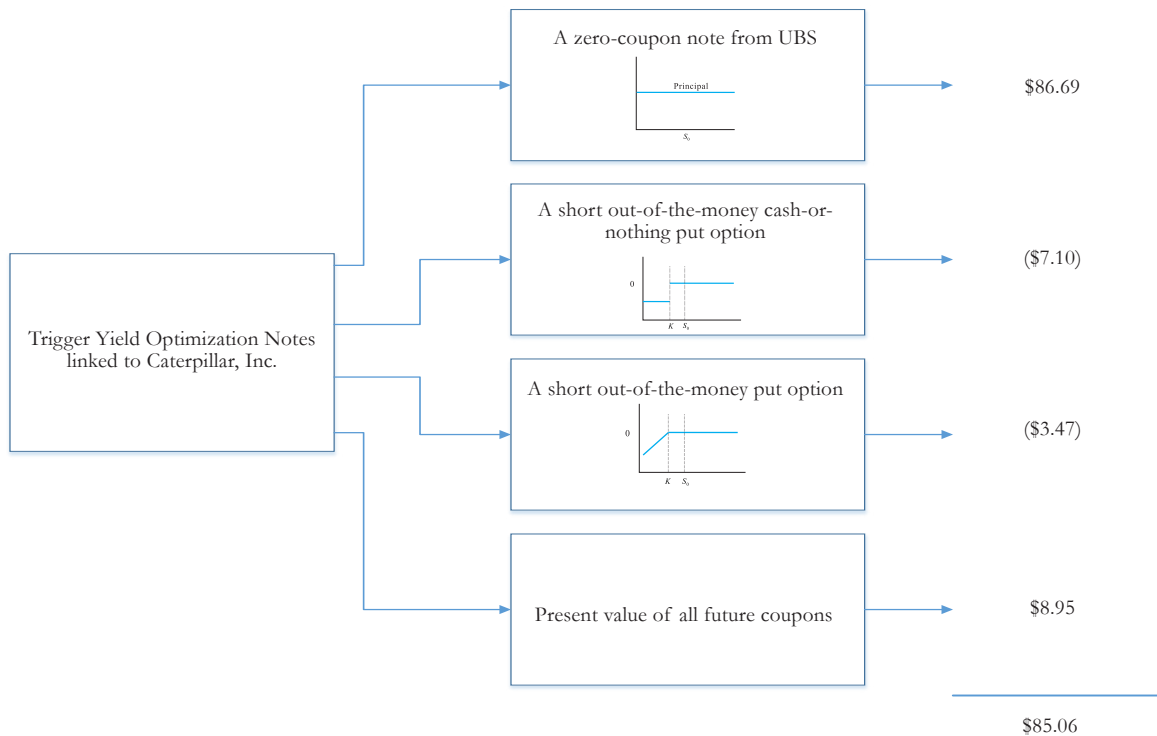 A zero-coupon note from UBS
Principal
S₀
$86.69
A short out-of-the-money cash-or-
nothing put option
0
K S₀
($7.10)
Trigger Yield Optimization Notes
linked to Caterpillar, Inc.
A short out-of-the-money put option
0
K S₀
($3.47)
Present value of all future coupons
$8.95
$85.06